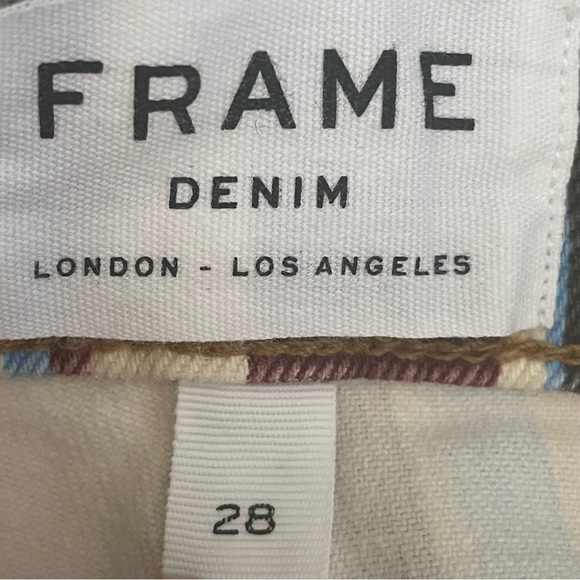 FRAME
DENIM
LONDON - LOS ANGELES
28